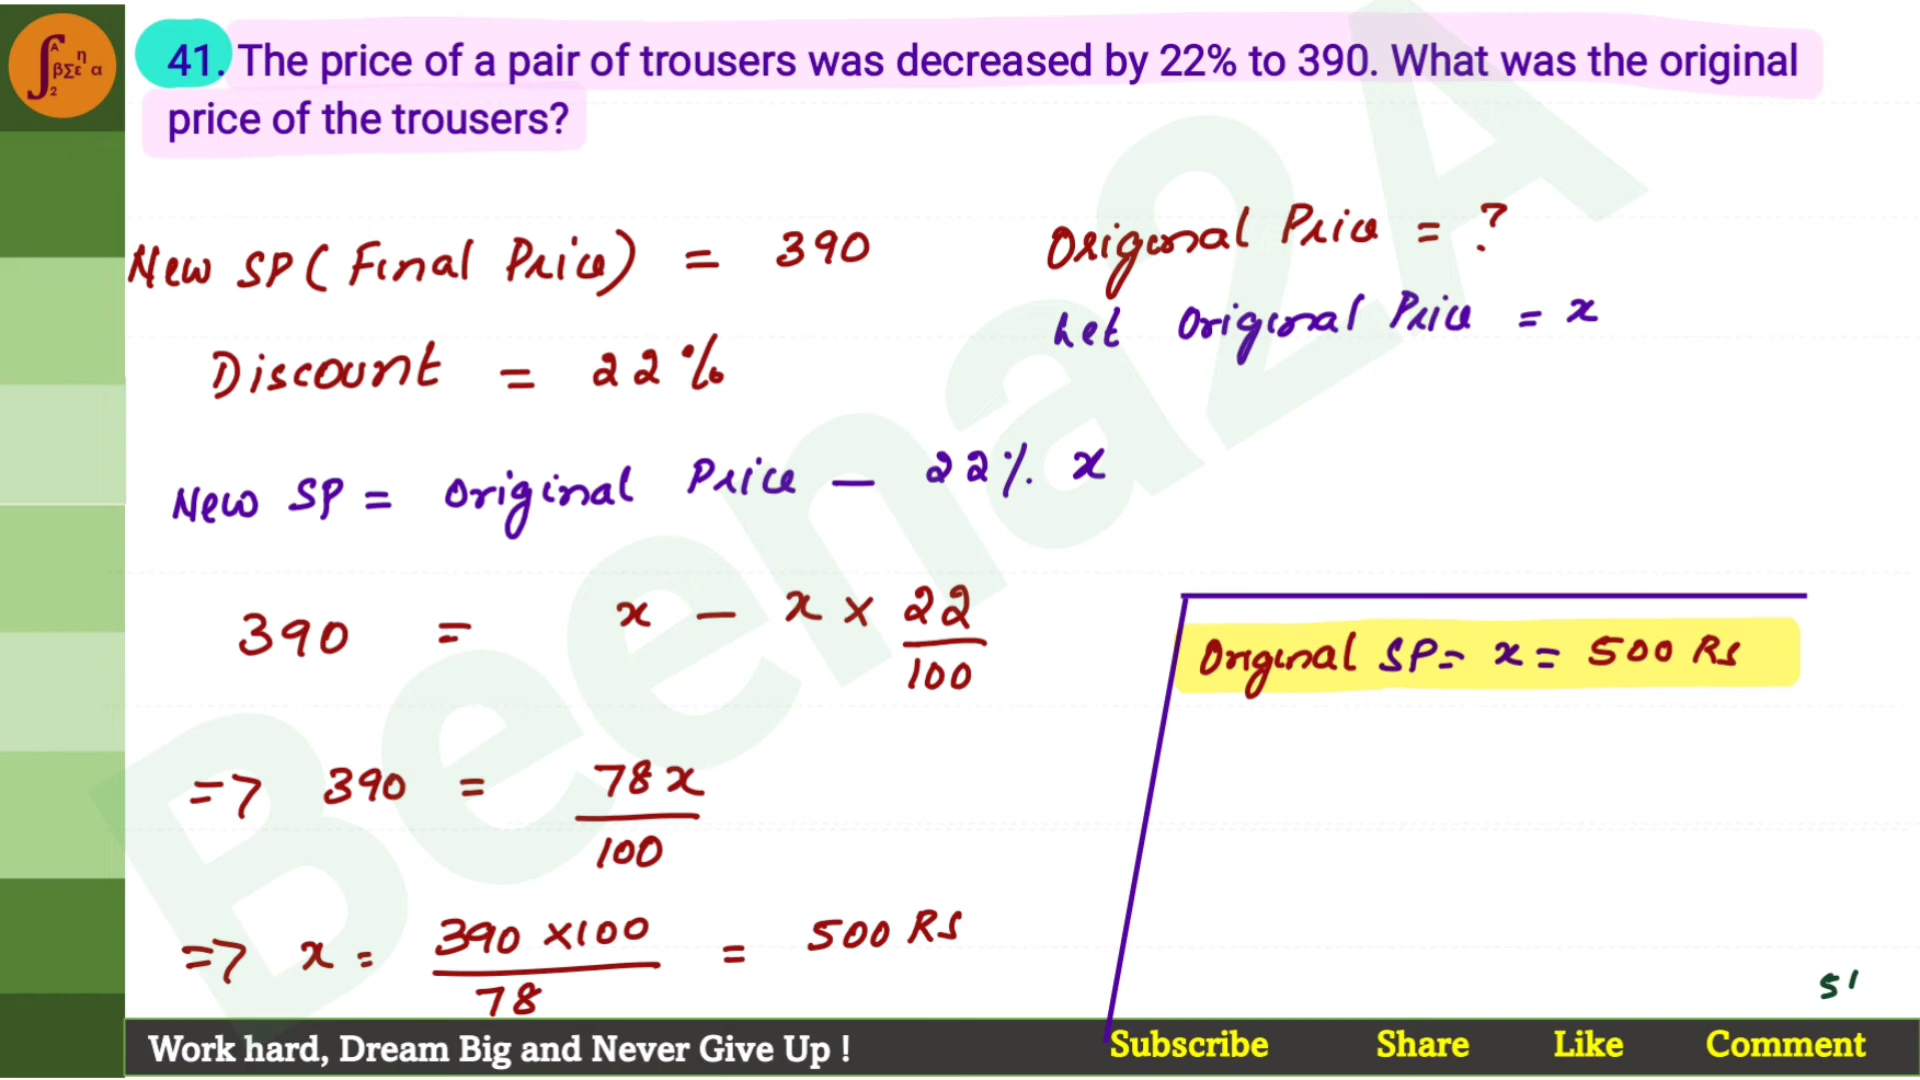 41. The price of a pair of trousers was decreased by 22% to 390. What was the original
price of the trousers?
New SP ( Final Price) = 390
Discount = 22%
Original Price = ?
Let Original Price = x
New SP = Original Price - 22% x
390 = x - x × 22/100
=> 390 = 78x/100
=> x = 390 ×100/78 = 500 RS
Original SP = x = 500 RS
51
Beena2A
Work hard, Dream Big and Never Give Up !
Subscribe Share Like Comment